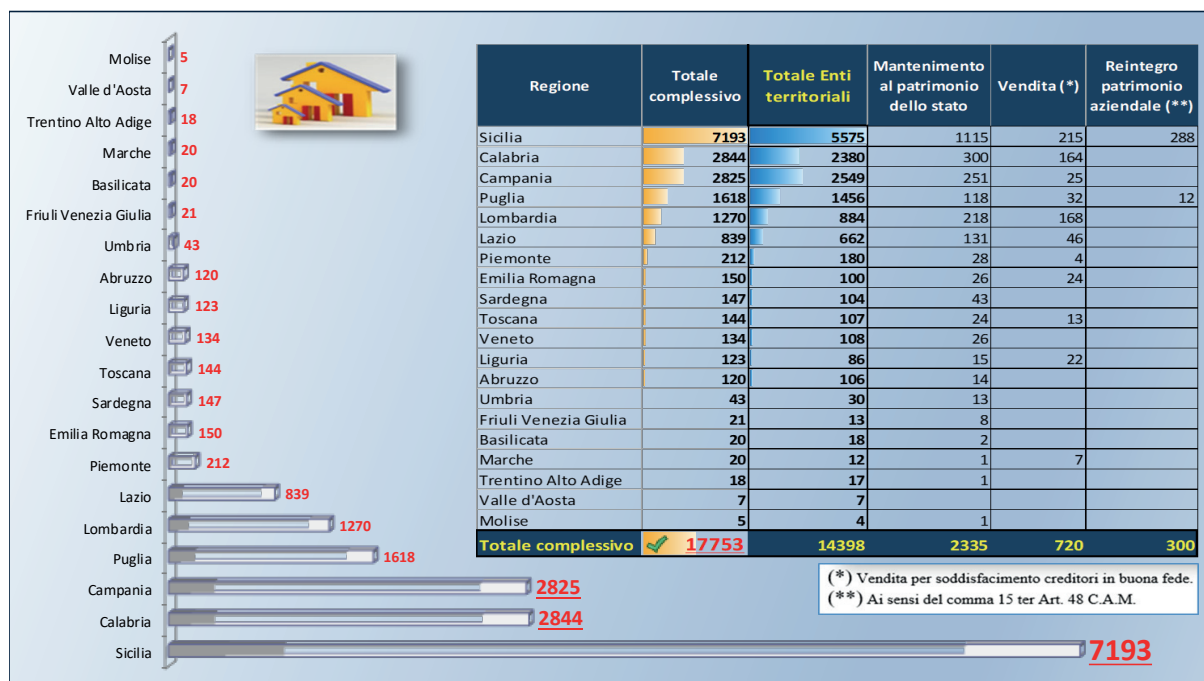 Molise 5
Valle d'Aosta 7
Trentino Alto Adige 18
Marche 20
Basilicata 20
Friuli Venezia Giulia 21
Umbria 43
Abruzzo 120
Liguria 123
Veneto 134
Toscana 144
Sardegna 147
Emilia Romagna 150
Piemonte 212
Lazio 839
Lombardia 1270
Puglia 1618
Campania 2825
Calabria 2844
Sicilia 7193
Regione Totale complessivo Totale Enti territoriali Mantenimento al patrimonio dello stato Vendita (*) Reintegro patrimonio aziendale (**)
Sicilia 7193 5575 1115 215 288
Calabria 2844 2380 300 164
Campania 2825 2549 251 25
Puglia 1618 1456 118 32 12
Lombardia 1270 884 218 168
Lazio 839 662 131 46
Piemonte 212 180 28 4
Emilia Romagna 150 100 26 24
Sardegna 147 104 43
Toscana 144 107 24 13
Veneto 134 108 26
Liguria 123 86 15 22
Abruzzo 120 106 14
Umbria 43 30 13
Friuli Venezia Giulia 21 13 8
Basilicata 20 18 2
Marche 20 12 1 7
Trentino Alto Adige 18 17 1
Valle d'Aosta 7 7
Molise 5 4 1
Totale complessivo 17753 14398 2335 720 300
(*) Vendita per soddisfacimento creditori in buona fede.
(**) Ai sensi del comma 15 ter Art. 48 C.A.M.